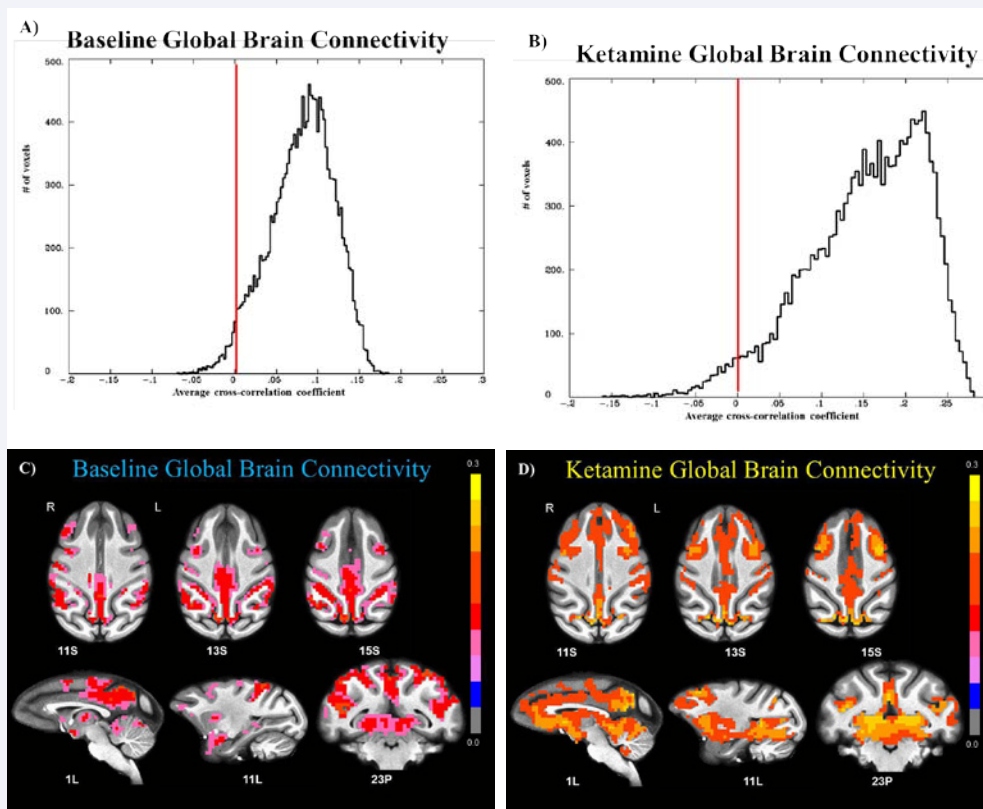 A)
Baseline Global Brain Connectivity
500.
400.
300.
200.
100.
0
# of voxels
-.2
-.1
0
.05
.1
.2
.3
Average cross-correlation coefficient
B)
Ketamine Global Brain Connectivity
500.
400.
300.
200.
100.
0
# of voxels
-.2
-.15
-.1
-.05
0
.05
.1
.15
.2
.25
Average cross-correlation coefficient
C)
Baseline Global Brain Connectivity
0.3
R
L
11S
13S
15S
1L
11L
23P
0.0
D)
Ketamine Global Brain Connectivity
0.3
R
L
11S
13S
15S
1L
11L
23P
0.0